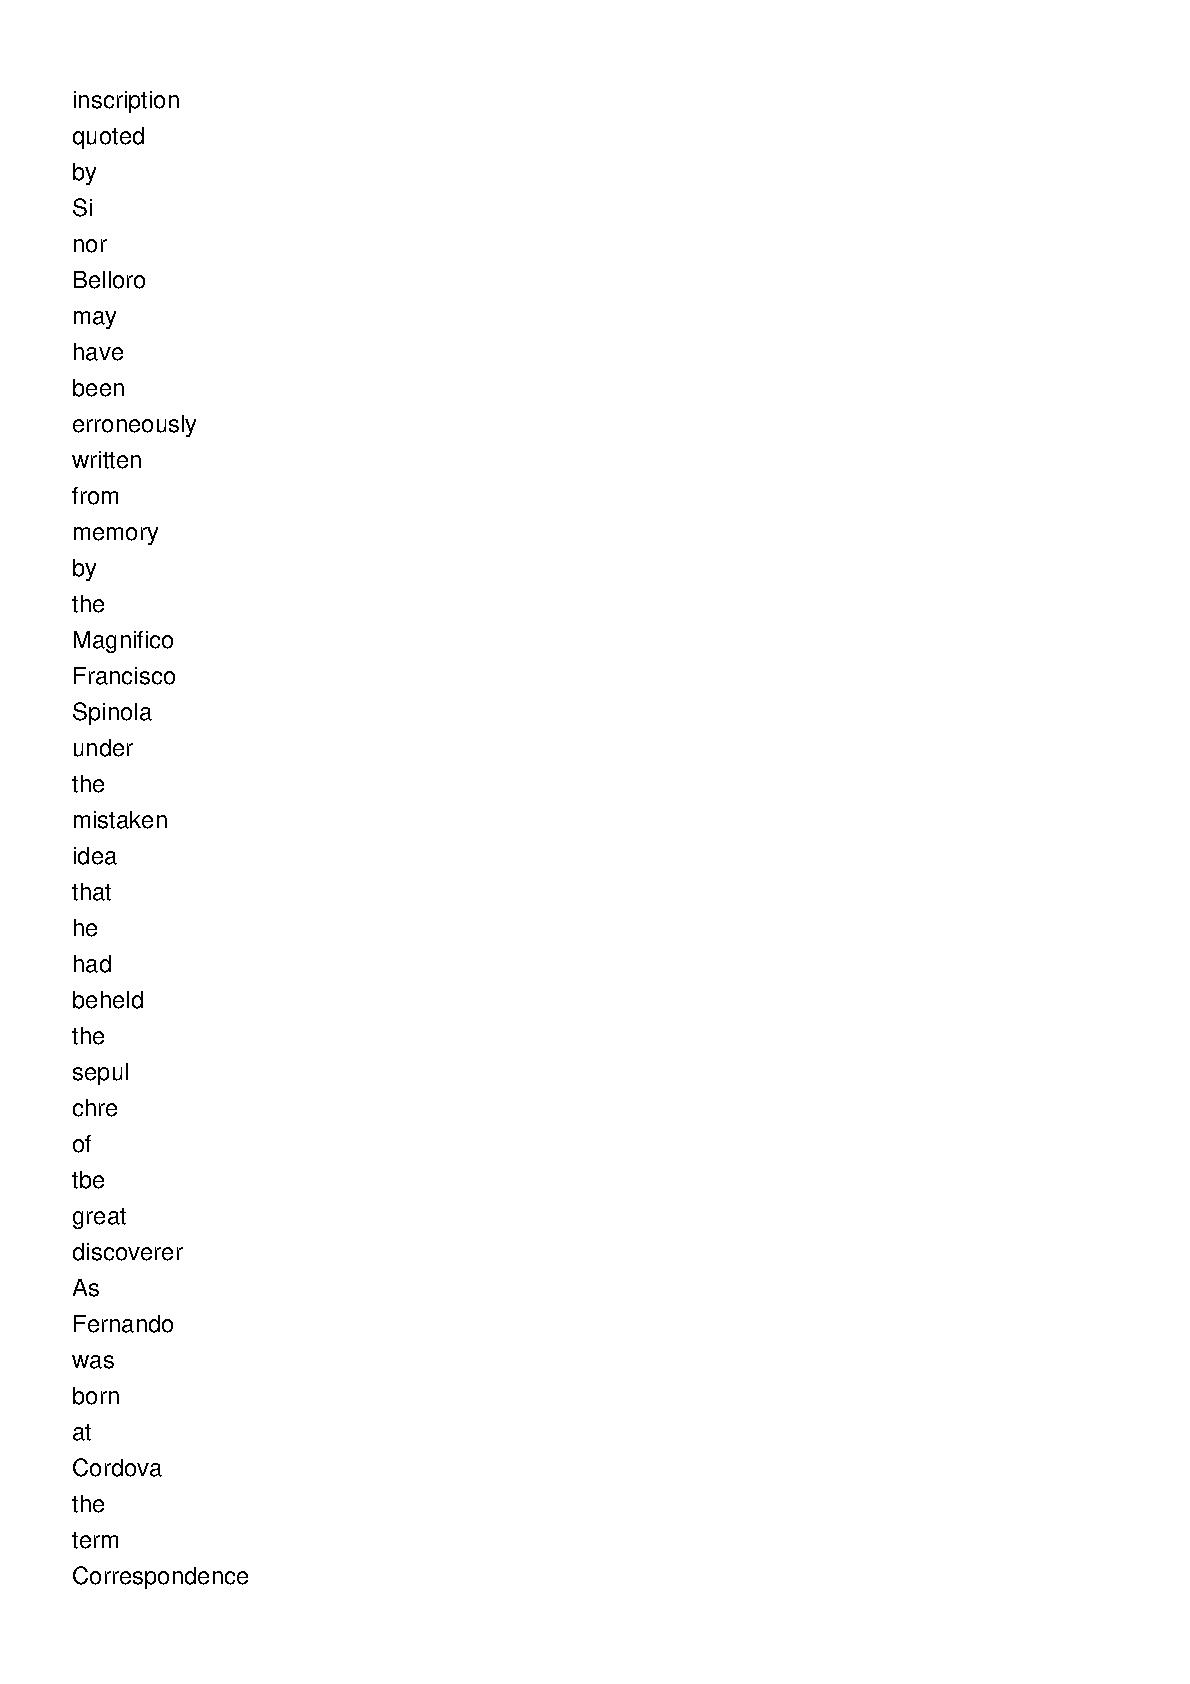 inscription
quoted
by
Si
nor
Belloro
may
have
been
erroneously
written
from
memory
by
the
Magnifico
Francisco
Spinola
under
the
mistaken
idea
that
he
had
beheld
the
sepul
chre
of
tbe
great
discoverer
As
Fernando
was
born
at
Cordova
the
term
Correspondence